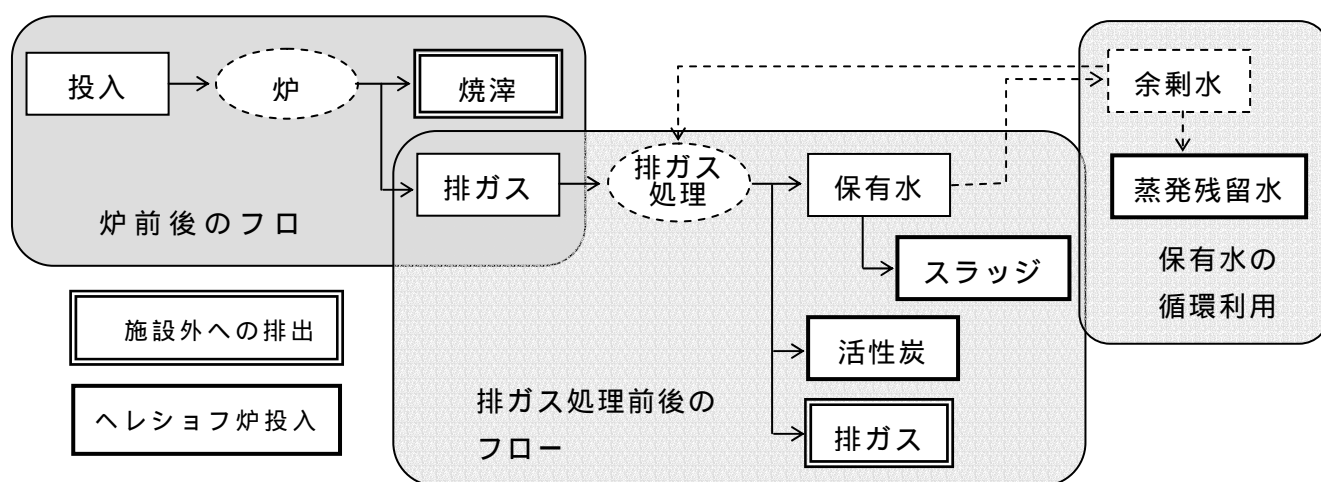 投入
炉
焼滓
余剰水
排ガス
排ガス
処理
保有水
蒸発残留水
炉前後のフロ
スラッジ
保有水の
循環利用
施設外への排出
活性炭
ヘレショフ炉投入
排ガス処理前後の
フロー
排ガス